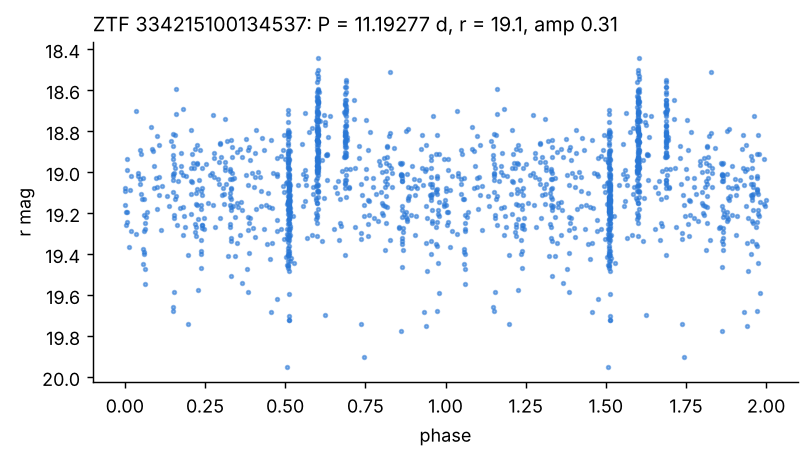 ZTF 334215100134537: P = 11.19277 d, r = 19.1, amp 0.31
18.4
18.6
18.8
19.0
19.2
19.4
19.6
19.8
20.0
r mag
0.00 0.25 0.50 0.75 1.00 1.25 1.50 1.75 2.00
phase